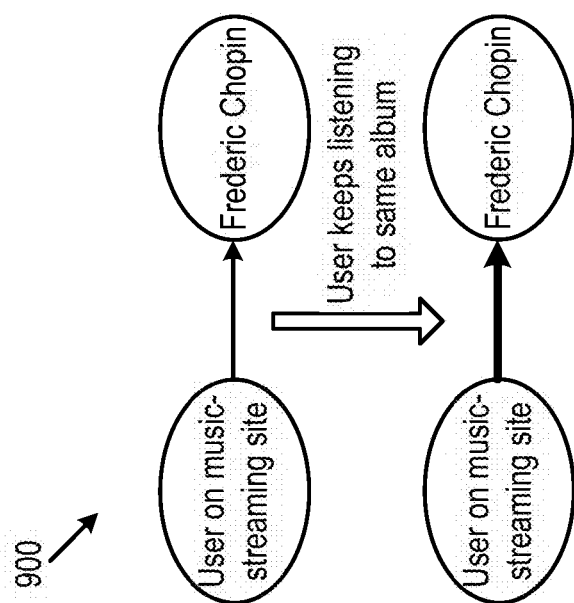 900
User on music-
streaming site
Frederic Chopin
User keeps listening
to same album
User on music-
streaming site
Frederic Chopin